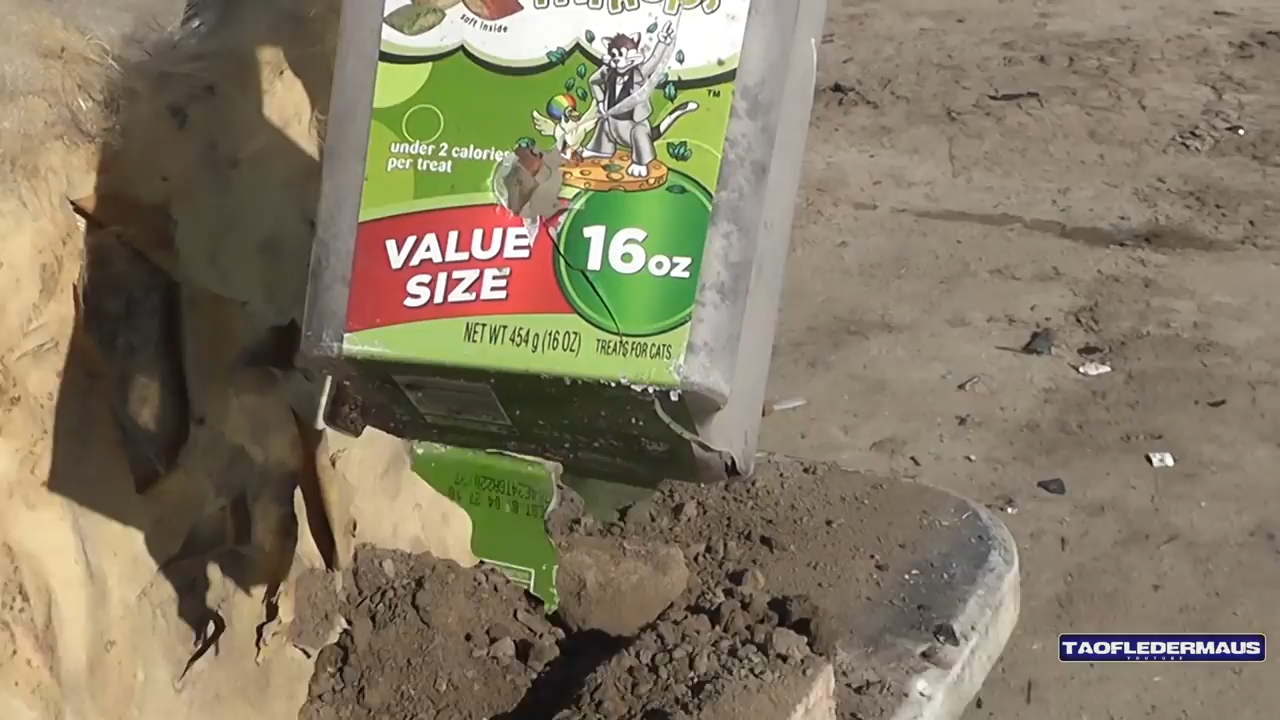 soft inside
TM
under 2 calories
per treat
VALUE
SIZE
16oz
NET WT 454 g (16 OZ)
TREATS FOR CATS
TAOFLEDERMAUS
YOUTUBE